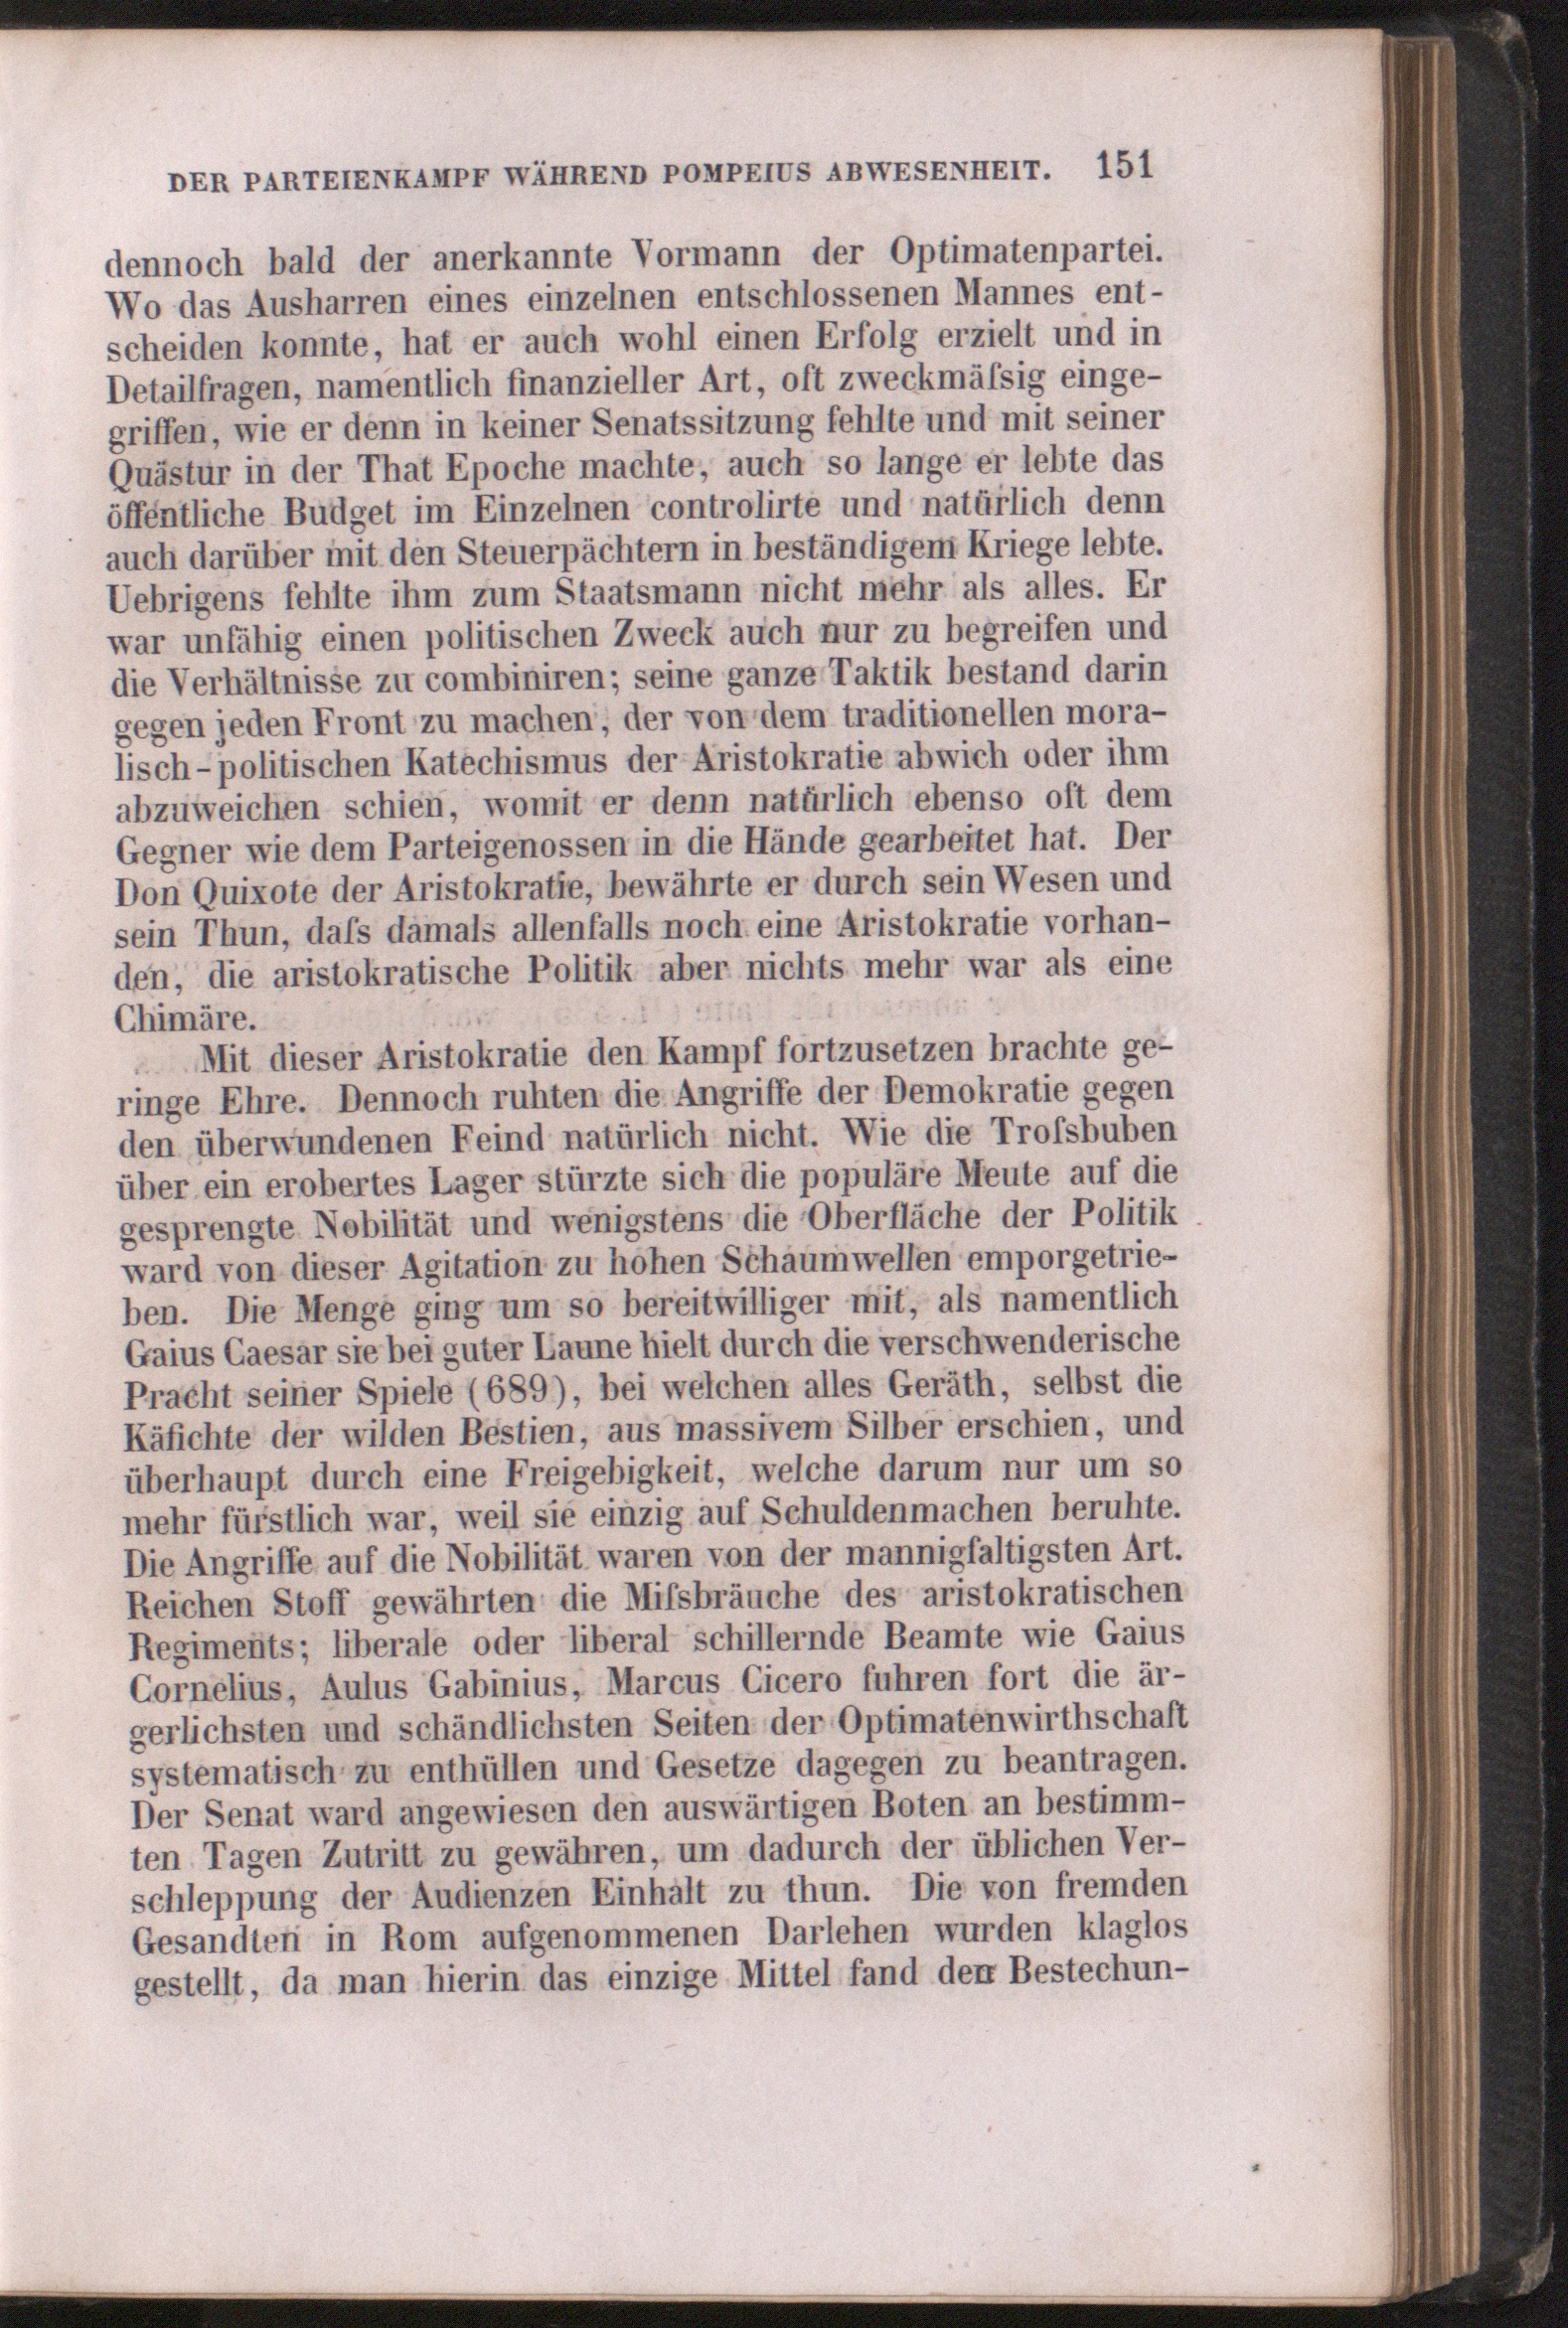 DER PARTEIENKAMPF WÄHREND POMPEIUS ABWESENHEIT. 151
dennoch bald der anerkannte Vormann der Optimatenpartei.
Wo das Ausharren eines einzelnen entschlossenen Mannes ent-
scheiden konnte, hat er auch wohl einen Erfolg erzielt und in
Detailfragen, namentlich finanzieller Art, oft zweckmäſsig einge-
griffen, wie er denn in keiner Senatssitzung fehlte und mit seiner
Quästur in der That Epoche machte, auch so lange er lebte das
öffentliche Budget im Einzelnen controlirte und natürlich denn
auch darüber mit den Steuerpächtern in beständigem Kriege lebte.
Uebrigens fehlte ihm zum Staatsmann nicht mehr als alles. Er
war unfähig einen politischen Zweck auch nur zu begreifen und
die Verhältnisse zu combiniren; seine ganze Taktik bestand darin
gegen jeden Front zu machen, der von dem traditionellen mora-
lisch-politischen Katechismus der Aristokratie abwich oder ihm
abzuweichen schien, womit er denn natürlich ebenso oft dem
Gegner wie dem Parteigenossen in die Hände gearbeitet hat. Der
Don Quixote der Aristokratie, bewährte er durch sein Wesen und
sein Thun, daſs damals allenfalls noch eine Aristokratie vorhan-
den, die aristokratische Politik aber nichts mehr war als eine
Chimäre.
Mit dieser Aristokratie den Kampf fortzusetzen brachte ge-
ringe Ehre. Dennoch ruhten die Angriffe der Demokratie gegen
den überwundenen Feind natürlich nicht. Wie die Troſsbuben
über ein erobertes Lager stürzte sich die populäre Meute auf die
gesprengte Nobilität und wenigstens die Oberfläche der Politik
ward von dieser Agitation zu hohen Schaumwellen emporgetrie-
ben. Die Menge ging um so bereitwilliger mit, als namentlich
Gaius Caesar sie bei guter Laune hielt durch die verschwenderische
Pracht seiner Spiele (689), bei welchen alles Geräth, selbst die
Käfichte der wilden Bestien, aus massivem Silber erschien, und
überhaupt durch eine Freigebigkeit, welche darum nur um so
mehr fürstlich war, weil sie einzig auf Schuldenmachen beruhte.
Die Angriffe auf die Nobilität waren von der mannigfaltigsten Art.
Reichen Stoff gewährten die Miſsbräuche des aristokratischen
Regiments; liberale oder liberal schillernde Beamte wie Gaius
Cornelius, Aulus Gabinius, Marcus Cicero fuhren fort die är-
gerlichsten und schändlichsten Seiten der Optimatenwirthschaft
systematisch zu enthüllen und Gesetze dagegen zu beantragen.
Der Senat ward angewiesen den auswärtigen Boten an bestimm-
ten Tagen Zutritt zu gewähren, um dadurch der üblichen Ver-
schleppung der Audienzen Einhalt zu thun. Die von fremden
Gesandten in Rom aufgenommenen Darlehen wurden klaglos
gestellt, da man hierin das einzige Mittel fand den Bestechun-